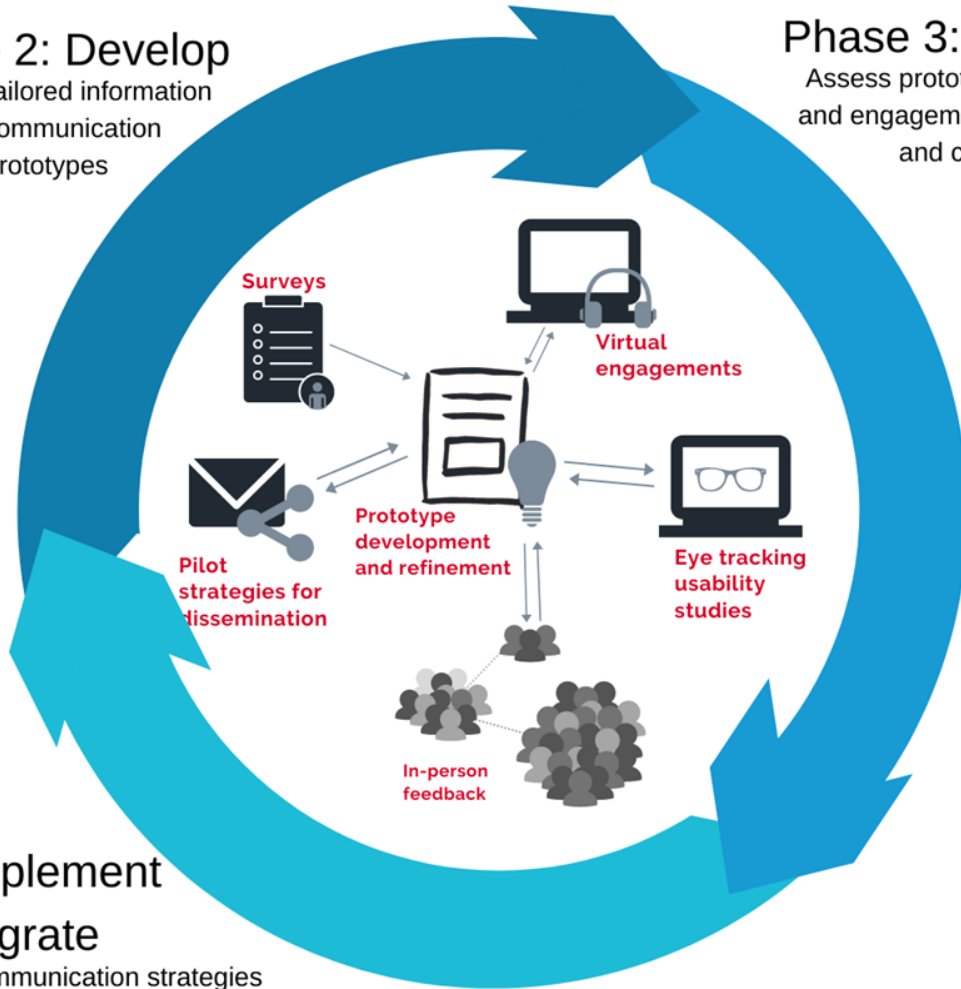 2: Develop
ailored information
ommunication
rototypes
Phase 3:
Assess protot
and engagem
and c
Surveys
Virtual
engagements
Prototype
development
and refinement
Pilot
strategies for
dissemination
Eye tracking
usability
studies
In-person
feedback
plement
grate
mmunication strategies